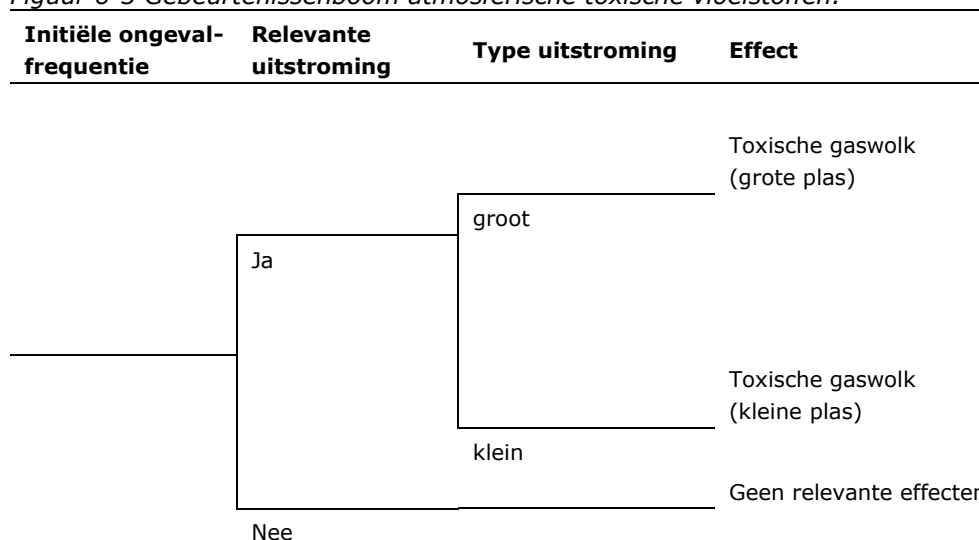 Figuur 6-5 Gebeurtenissenboom atmosferische toxische vloeistoffen.
Initiële ongeval- Relevante Type uitstroming Effect
frequentie uitstroming
Toxische gaswolk
(grote plas)
groot
Ja
Toxische gaswolk
(kleine plas)
klein
Geen relevante effecten
Nee